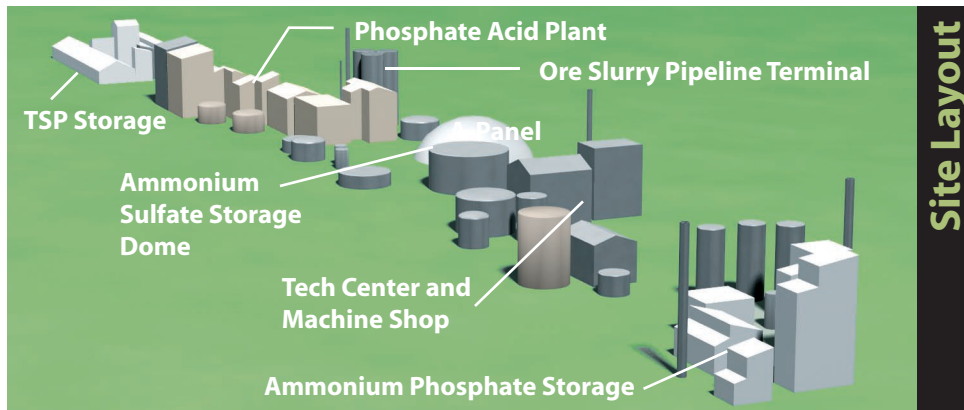 Phosphate Acid Plant
Ore Slurry Pipeline Terminal
TSP Storage
A-Panel
Ammonium
Sulfate Storage
Dome
Tech Center and
Machine Shop
Ammonium Phosphate Storage
Site Layout